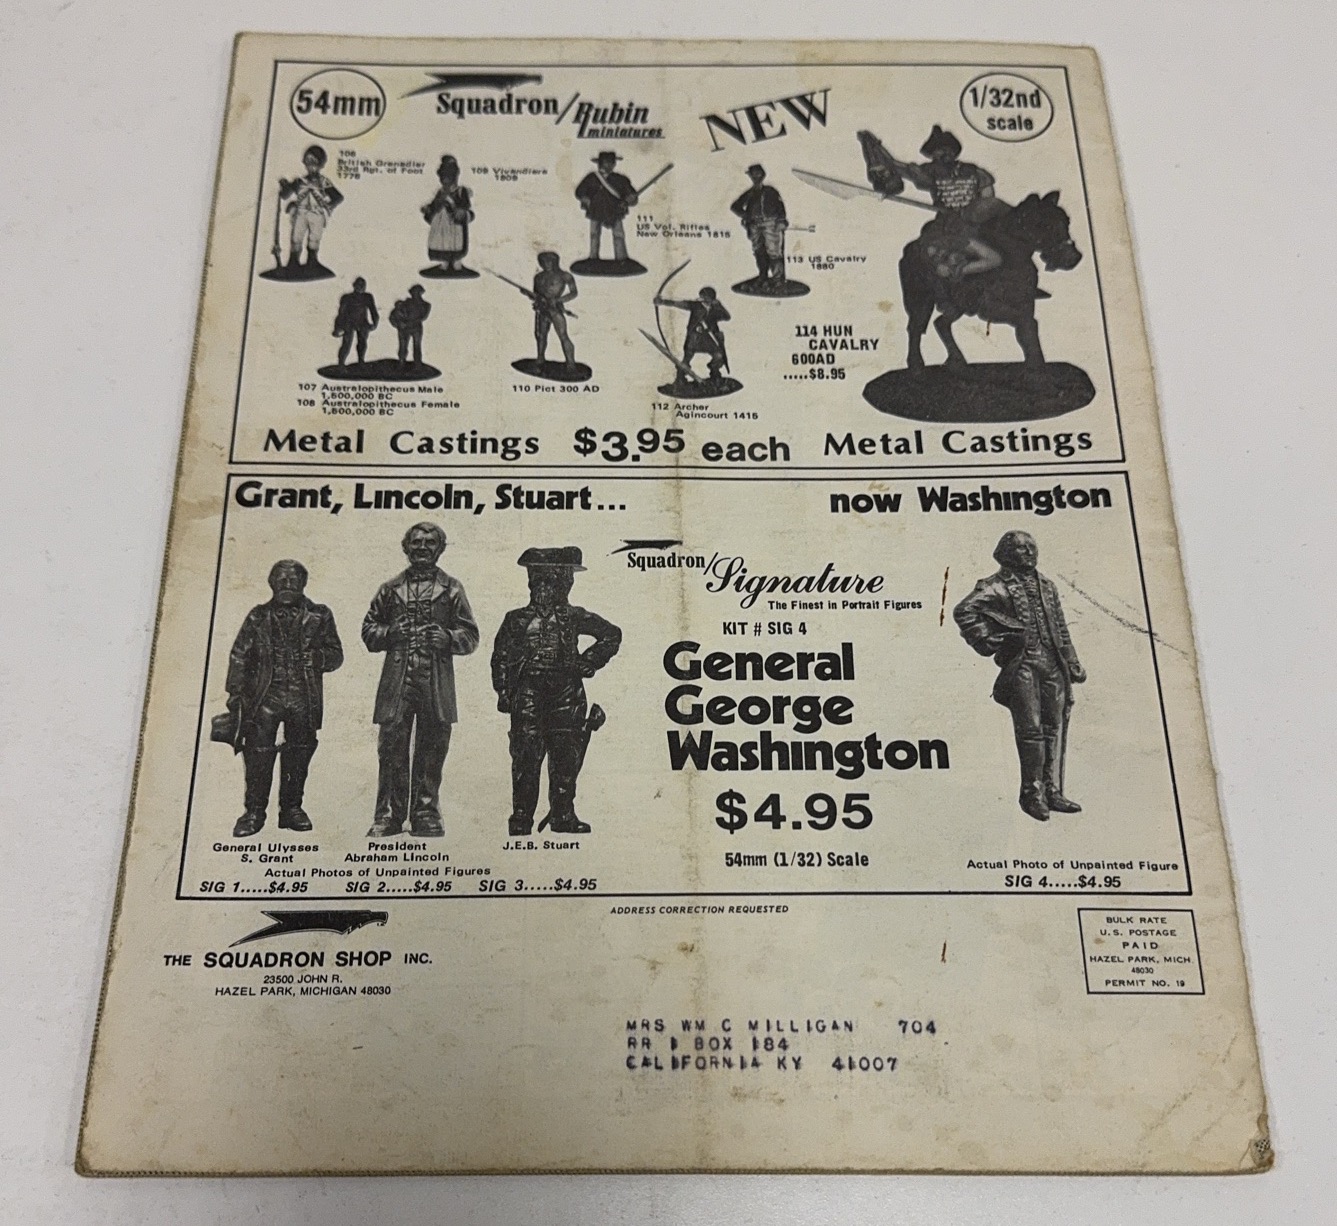 54mm
Squadron/Rubin
miniatures
NEW
1/32nd
scale
106
British Grenadier
33rd Rgt. of Foot
1776
109 Vivandiere
1809
111
US Vol. Rifles
New Orleans 1815
113 US Cavalry
1880
107 Australopithecus Male
1,500,000 BC
108 Australopithecus Female
1,500,000 BC
110 Pict 300 AD
112 Archer
Agincourt 1415
114 HUN
CAVALRY
600AD
.....$8.95
Metal Castings $3.95 each Metal Castings
Grant, Lincoln, Stuart... now Washington
Squadron/Signature
The Finest in Portrait Figures
KIT # SIG 4
General
George
Washington
$4.95
54mm (1/32) Scale
General Ulysses
S. Grant
President
Abraham Lincoln
J.E.B. Stuart
Actual Photos of Unpainted Figures
SIG 1.....$4.95 SIG 2.....$4.95 SIG 3.....$4.95
Actual Photo of Unpainted Figure
SIG 4.....$4.95
ADDRESS CORRECTION REQUESTED
THE SQUADRON SHOP INC.
23500 JOHN R.
HAZEL PARK, MICHIGAN 48030
BULK RATE
U.S. POSTAGE
PAID
HAZEL PARK, MICH.
48030
PERMIT NO. 19
MRS WM C MILLIGAN 704
RR 1 BOX 184
CALIFORNIA KY 41007